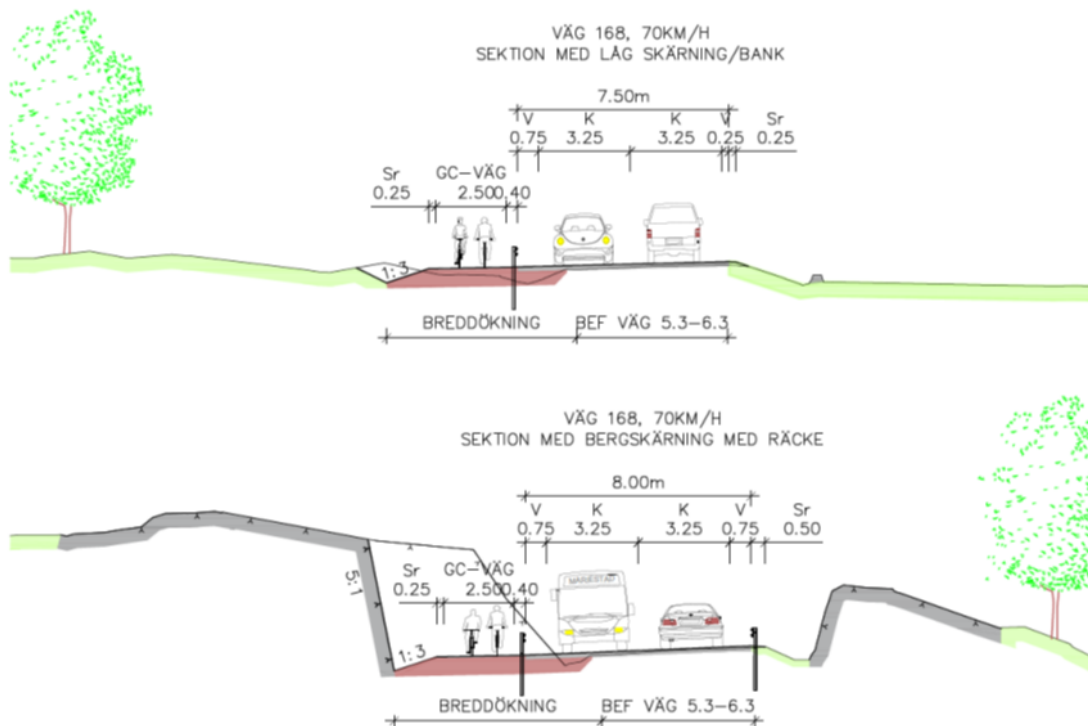 VÄG 168, 70KM/H
SEKTION MED LÅG SKÄRNING/BANK
7.50m
V K K V Sr
0.75 3.25 3.25 0.25 0.25
Sr GC-VÄG
0.25 2.50 0.40
1:3
BREDDÖKNING BEF VÄG 5.3-6.3
VÄG 168, 70KM/H
SEKTION MED BERGSKÄRNING MED RÄCKE
8.00m
V K K V Sr
0.75 3.25 3.25 0.75 0.50
5:1
Sr GC-VÄG
0.25 2.50 0.40
MARIESTAD
1:3
BREDDÖKNING BEF VÄG 5.3-6.3